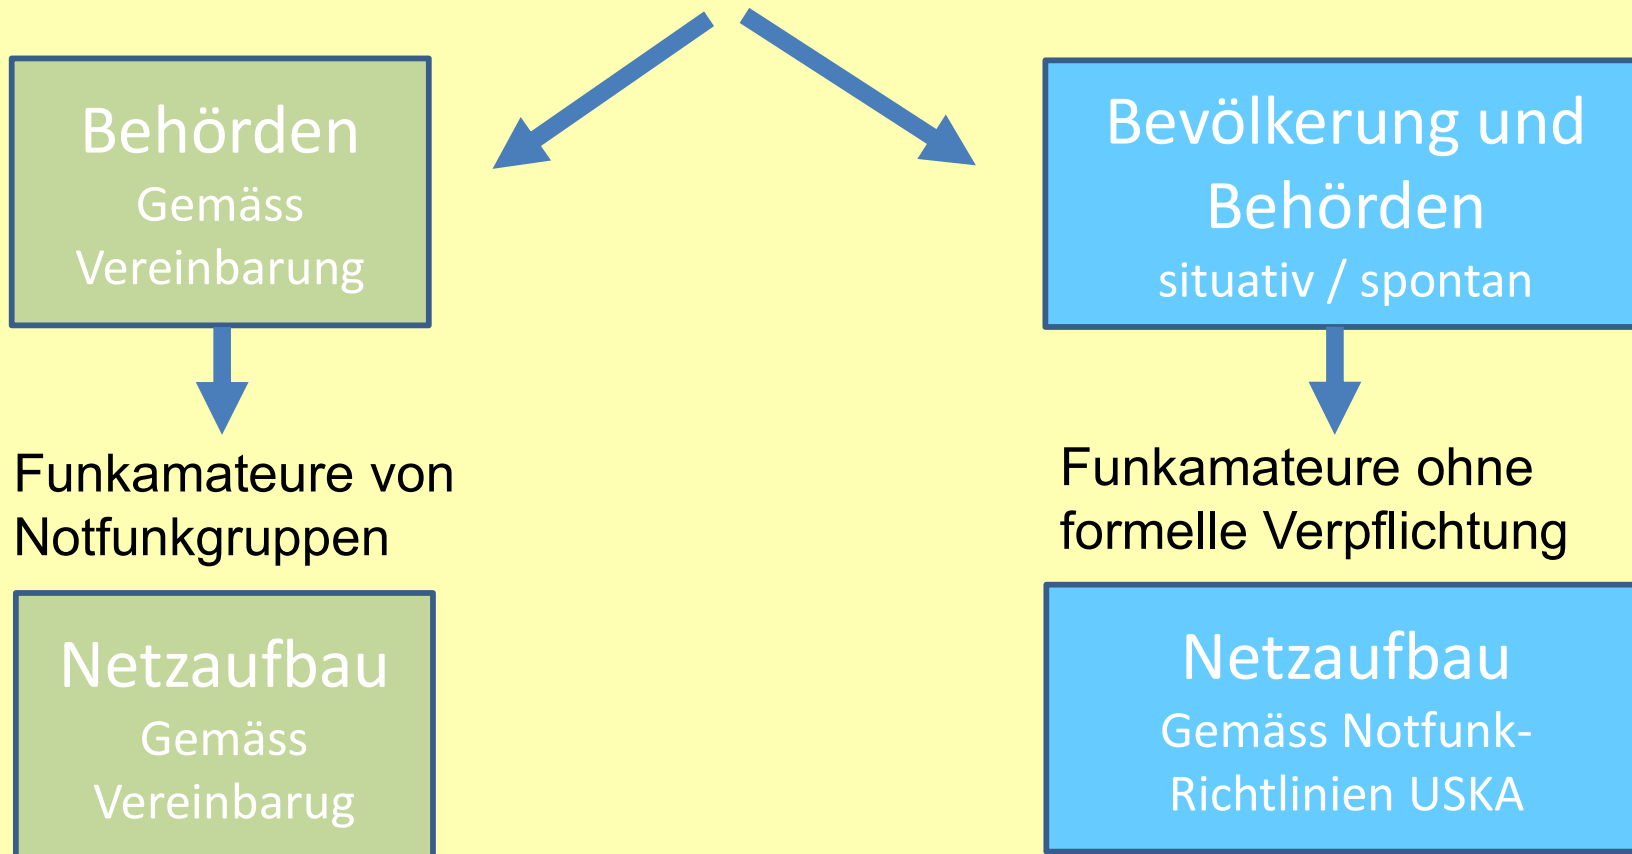 Behörden
Gemäss
Vereinbarung
Funkamateure von
Notfunkgruppen
Netzaufbau
Gemäss
Vereinbarug
Bevölkerung und
Behörden
situativ / spontan
Funkamateure ohne
formelle Verpflichtung
Netzaufbau
Gemäss Notfunk-
Richtlinien USKA